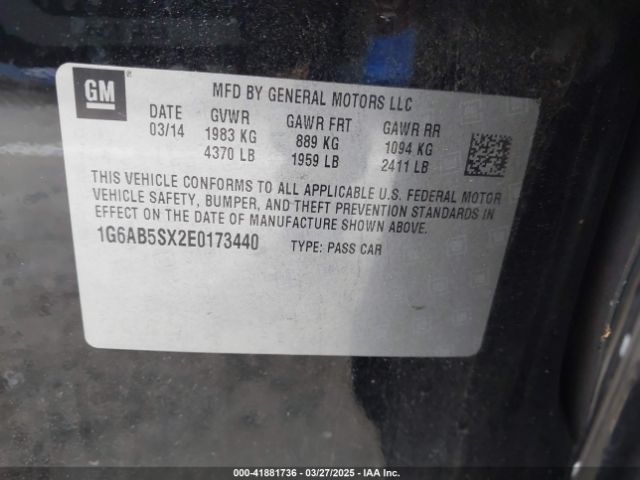 GM
MFD BY GENERAL MOTORS LLC
DATE GVWR GAWR FRT GAWR RR
03/14 1983 KG 889 KG 1094 KG
4370 LB 1959 LB 2411 LB
THIS VEHICLE CONFORMS TO ALL APPLICABLE U.S. FEDERAL MOTOR
VEHICLE SAFETY, BUMPER, AND THEFT PREVENTION STANDARDS IN
EFFECT ON THE DATE OF MANUFACTURE SHOWN ABOVE.
1G6AB5SX2E0173440 TYPE: PASS CAR
000-41881736 - 03/27/2025 - IAA Inc.